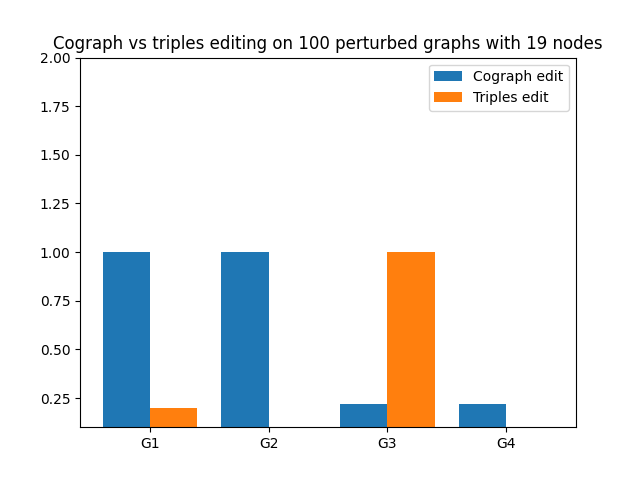 Cograph vs triples editing on 100 perturbed graphs with 19 nodes
2.00
1.75
1.50
1.25
1.00
0.75
0.50
0.25
Cograph edit
Triples edit
G1 G2 G3 G4